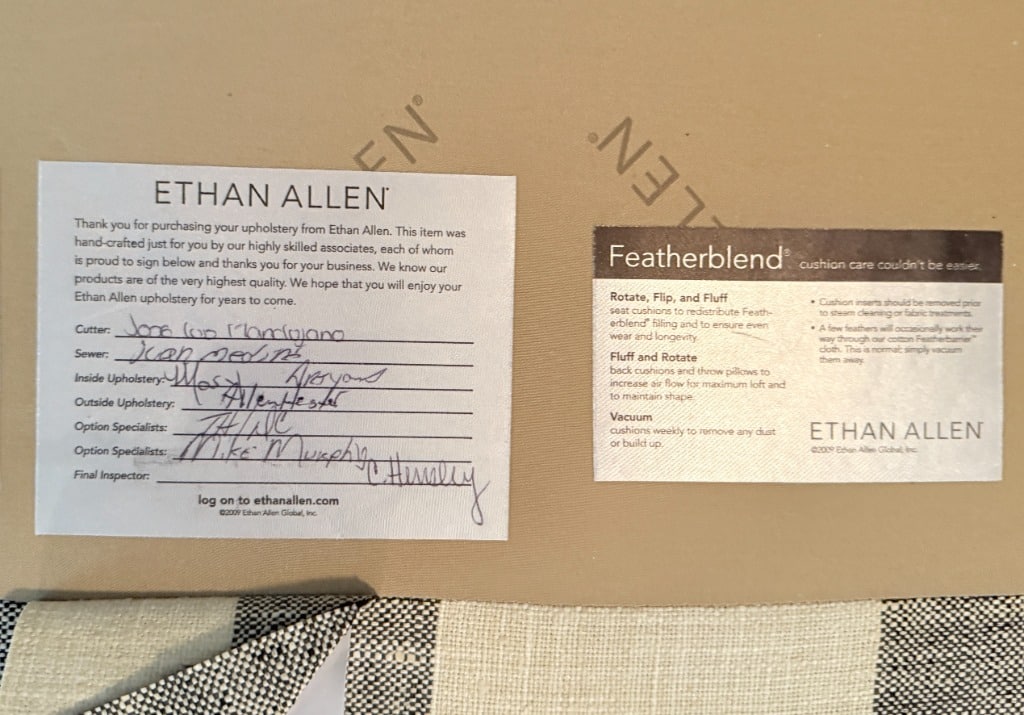 EN®
LLEN®
ETHAN ALLEN®
Thank you for purchasing your upholstery from Ethan Allen. This item was
hand-crafted just for you by our highly skilled associates, each of whom
is proud to sign below and thanks you for your business. We know our
products are of the very highest quality. We hope that you will enjoy your
Ethan Allen upholstery for years to come.
Cutter: Jose
Sewer: Juan medina
Inside Upholstery:
Outside Upholstery: Allen Hester
Option Specialists:
Option Specialists: Mike Murphy
Final Inspector: C. Hensley
log on to ethanallen.com
©2009 Ethan Allen Global, Inc.
Featherblend® cushion care couldn't be easier.
Rotate, Flip, and Fluff
seat cushions to redistribute Feath-
erblend® filling and to ensure even
wear and longevity.
Fluff and Rotate
back cushions and throw pillows to
increase air flow for maximum loft and
to maintain shape.
Vacuum
cushions weekly to remove any dust
or build up.
• Cushion inserts should be removed prior
to steam cleaning or fabric treatments.
• A few feathers will occasionally work their
way through our cotton Featherbarrier™
cloth. This is normal; simply vacuum
them away.
ETHAN ALLEN®
©2009 Ethan Allen Global, Inc.